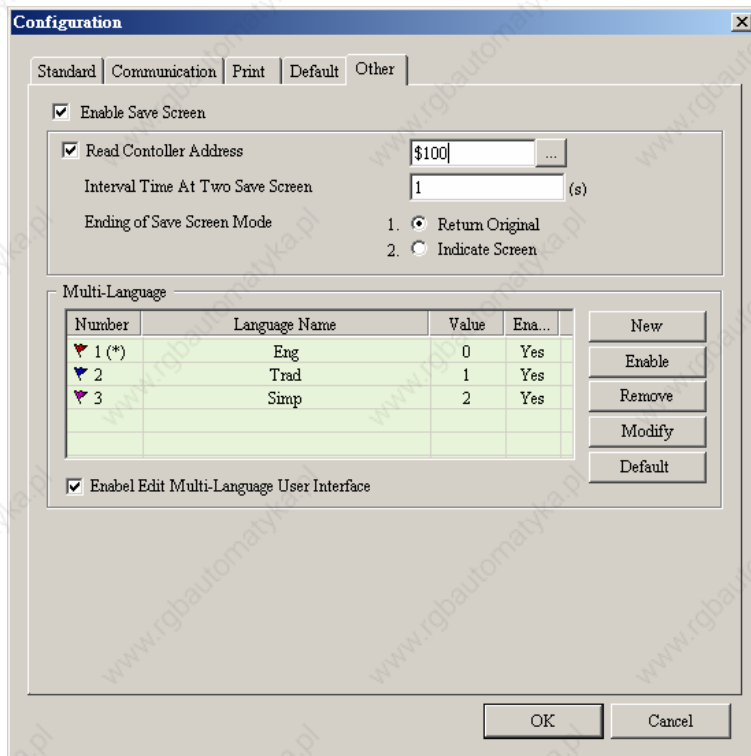 Configuration
Standard Communication Print Default Other
Enable Save Screen
Read Contoller Address $100 ...
Interval Time At Two Save Screen 1 (s)
Ending of Save Screen Mode 1. Return Original
2. Indicate Screen
Multi-Language
Number Language Name Value Ena...
1 (*) Eng 0 Yes
2 Trad 1 Yes
3 Simp 2 Yes
New
Enable
Remove
Modify
Default
Enabel Edit Multi-Language User Interface
OK Cancel
www.rgbautomatyka.pl